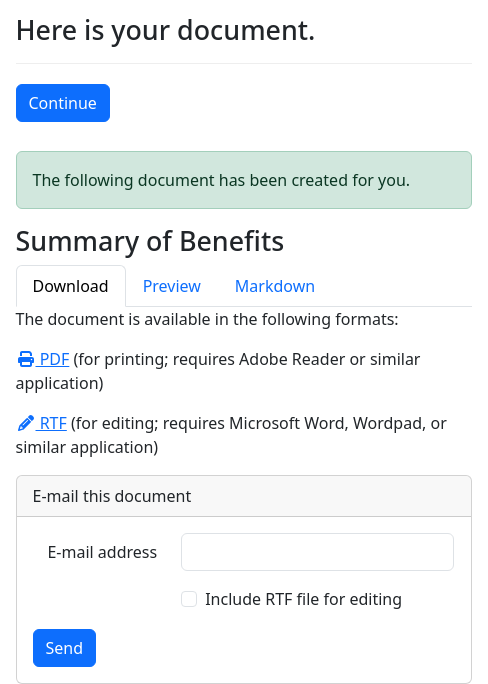 Here is your document.
Continue
The following document has been created for you.
Summary of Benefits
Download Preview Markdown
The document is available in the following formats:
PDF (for printing; requires Adobe Reader or similar
application)
RTF (for editing; requires Microsoft Word, Wordpad, or
similar application)
E-mail this document
E-mail address
Include RTF file for editing
Send